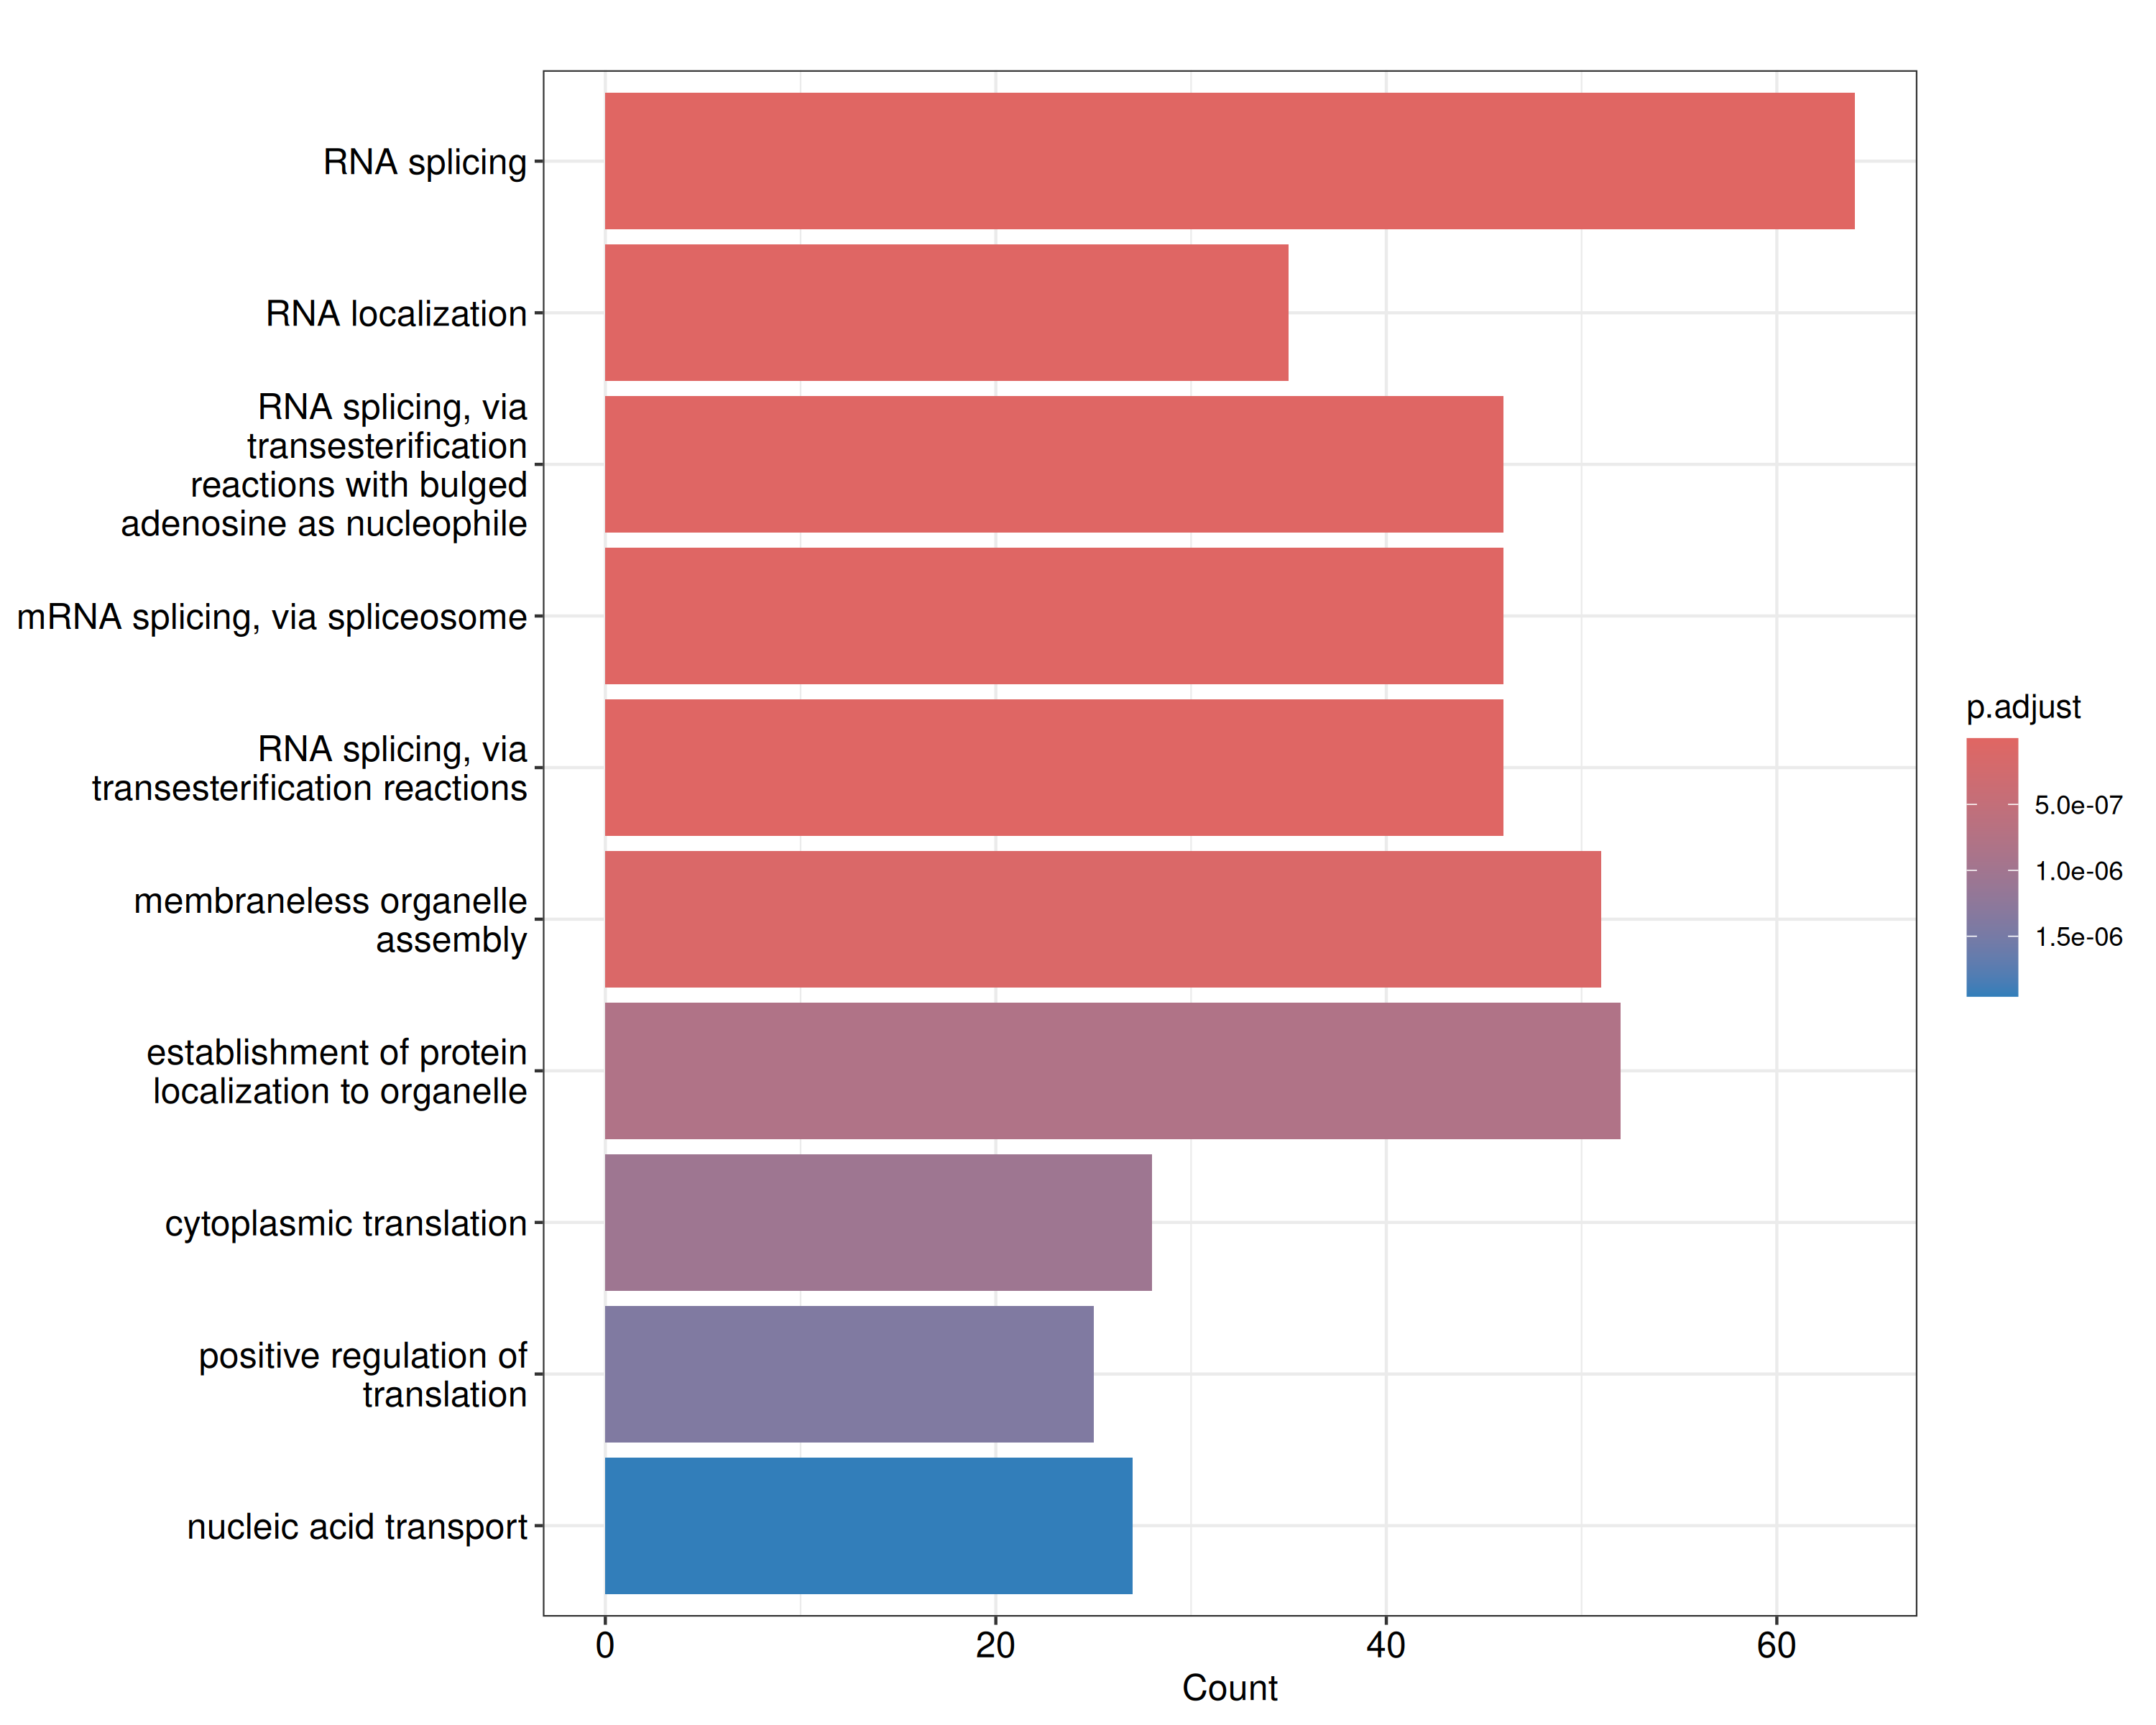 RNA splicing
RNA localization
RNA splicing, via
transesterification
reactions with bulged
adenosine as nucleophile
mRNA splicing, via spliceosome
RNA splicing, via
transesterification reactions
membraneless organelle
assembly
establishment of protein
localization to organelle
cytoplasmic translation
positive regulation of
translation
nucleic acid transport
0
20
40
60
Count
p.adjust
5.0e-07
1.0e-06
1.5e-06